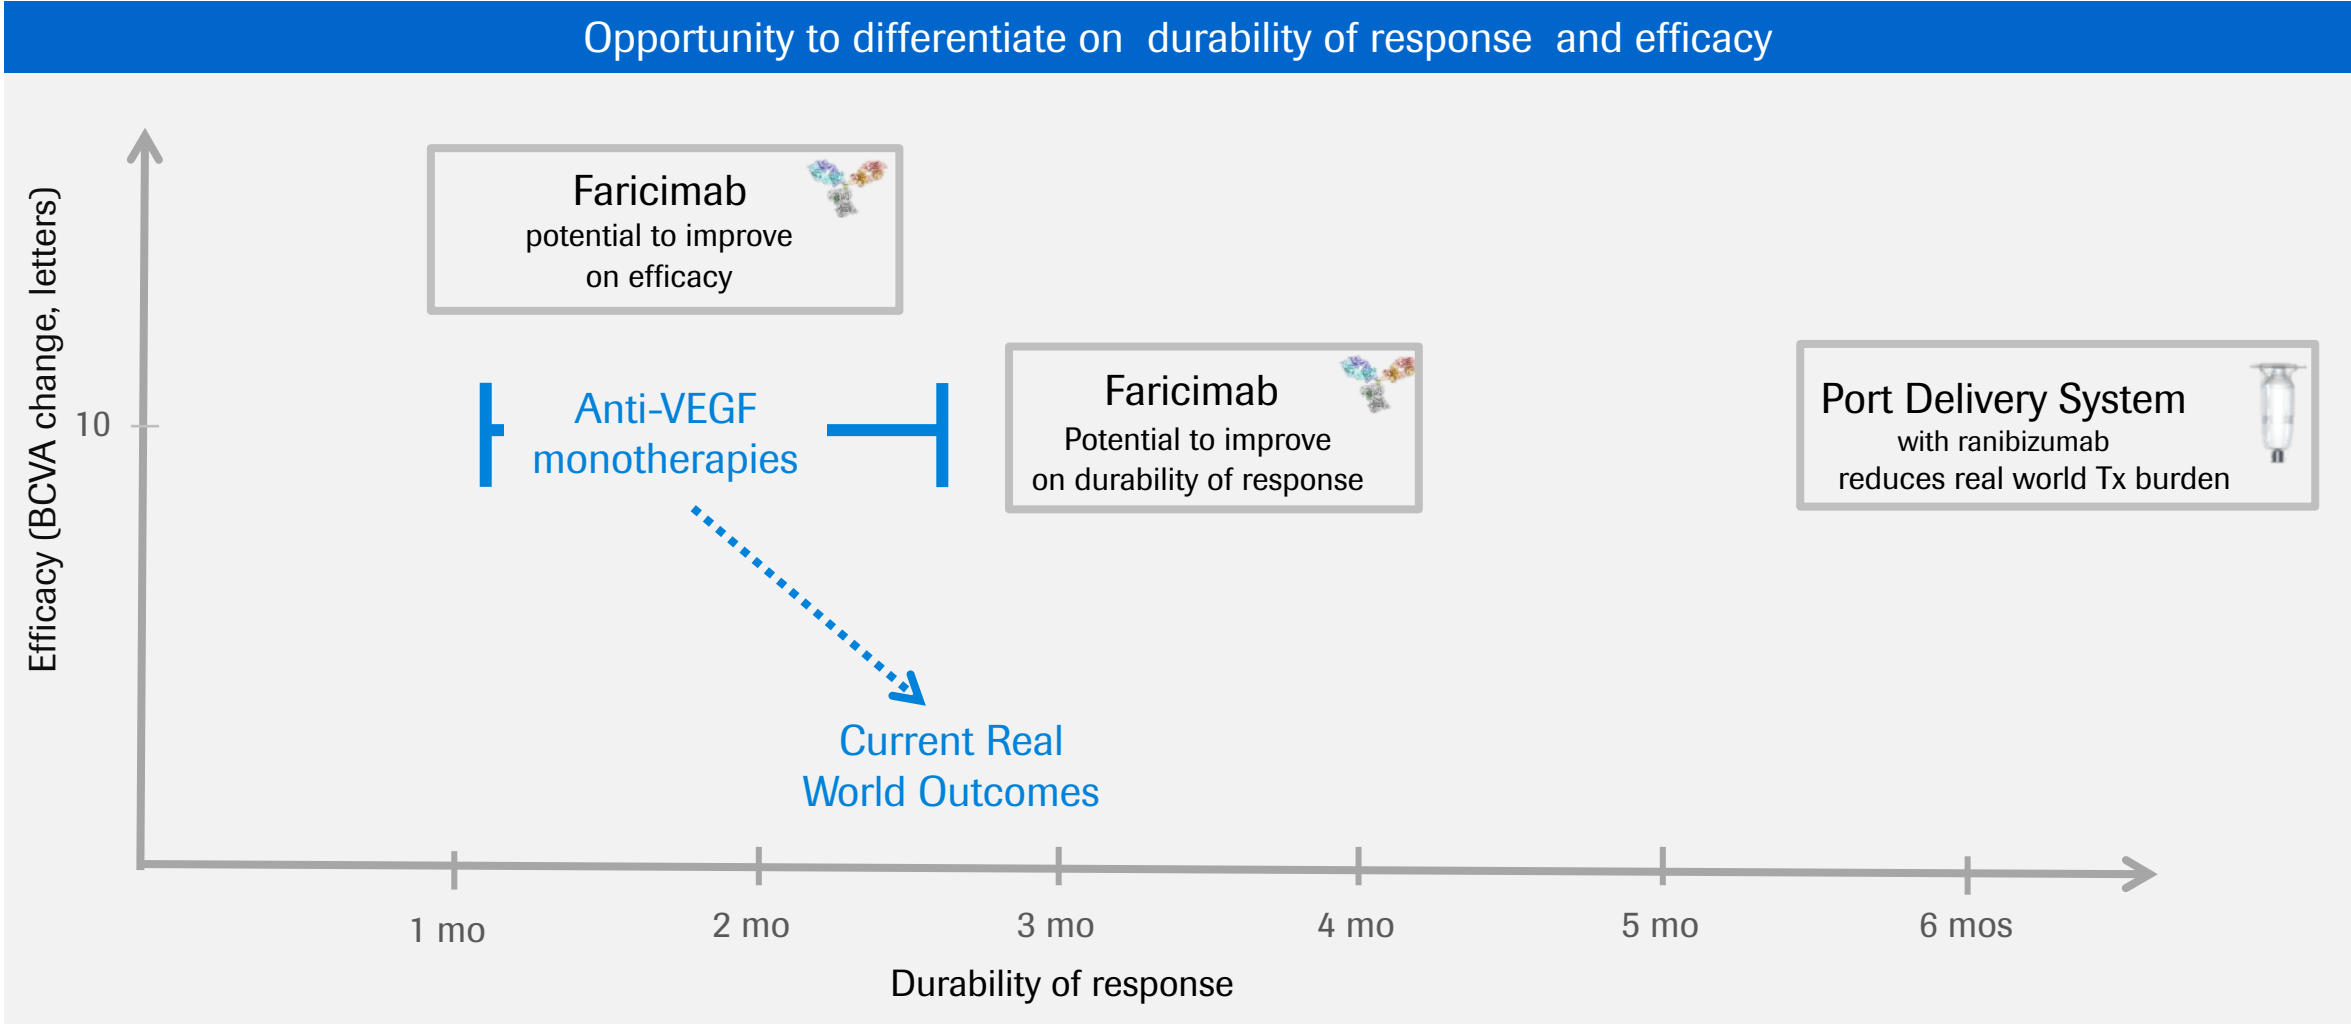 Opportunity to differentiate on durability of response and efficacy
Efficacy (BCVA change, letters)
10
Faricimab
potential to improve
on efficacy
Anti-VEGF
monotherapies
Faricimab
Potential to improve
on durability of response
Port Delivery System
with ranibizumab
reduces real world Tx burden
Current Real
World Outcomes
1 mo
2 mo
3 mo
4 mo
5 mo
6 mos
Durability of response